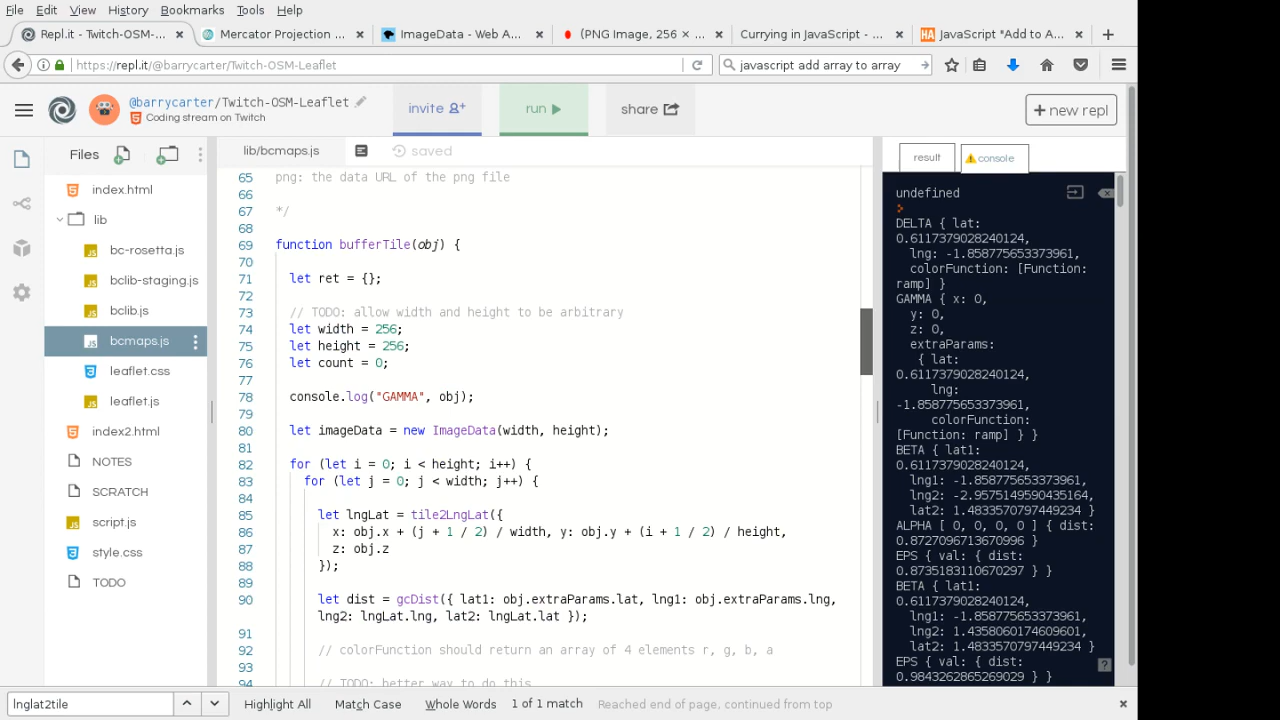 File Edit View History Bookmarks Tools Help
Repl.it - Twitch-OSM-... × Mercator Projection × ImageData - Web A... × (PNG Image, 256 × ... × Currying in JavaScript - ... × HA JavaScript "Add to A... × +
https://repl.it/@barrycarter/Twitch-OSM-Leaflet
javascript add array to array
@barrycarter/Twitch-OSM-Leaflet
Coding stream on Twitch
invite
run
share
+ new repl
Files
index.html
lib
bc-rosetta.js
bclib-staging.js
bclib.js
bcmaps.js
leaflet.css
leaflet.js
index2.html
NOTES
SCRATCH
script.js
style.css
TODO
lib/bcmaps.js
saved
65 png: the data URL of the png file
66
67 */
68
69 function bufferTile(obj) {
70
71 let ret = {};
72
73 // TODO: allow width and height to be arbitrary
74 let width = 256;
75 let height = 256;
76 let count = 0;
77
78 console.log("GAMMA", obj);
79
80 let imageData = new ImageData(width, height);
81
82 for (let i = 0; i < height; i++) {
83 for (let j = 0; j < width; j++) {
84
85 let lngLat = tile2LngLat({
86 x: obj.x + (j + 1 / 2) / width, y: obj.y + (i + 1 / 2) / height,
87 z: obj.z
88 });
89
90 let dist = gcDist({ lat1: obj.extraParams.lat, lng1: obj.extraParams.lng,
lng2: lngLat.lng, lat2: lngLat.lat });
91
92 // colorFunction should return an array of 4 elements r, g, b, a
93
94 // TODO: better way to do this
result
console
undefined
DELTA { lat:
0.6117379028240124,
lng: -1.858775653373961,
colorFunction: [Function:
ramp] }
GAMMA { x: 0,
y: 0,
z: 0,
extraParams:
{ lat:
0.6117379028240124,
lng:
-1.858775653373961,
colorFunction:
[Function: ramp] } }
BETA { lat1:
0.6117379028240124,
lng1: -1.858775653373961,
lng2: -2.9575149590435164,
lat2: 1.4833570797449234 }
ALPHA [ 0, 0, 0, 0 ] { dist:
0.8727096713670996,
EPS { val: { dist:
0.8735183110670297 } }
BETA { lat1:
0.6117379028240124,
lng1: -1.858775653373961,
lng2: 1.4358060174609601,
lat2: 1.4833570797449234 }
EPS { val: { dist:
0.9843262865269029 } }
?
lnglat2tile
Highlight All Match Case Whole Words 1 of 1 match Reached end of page, continued from top